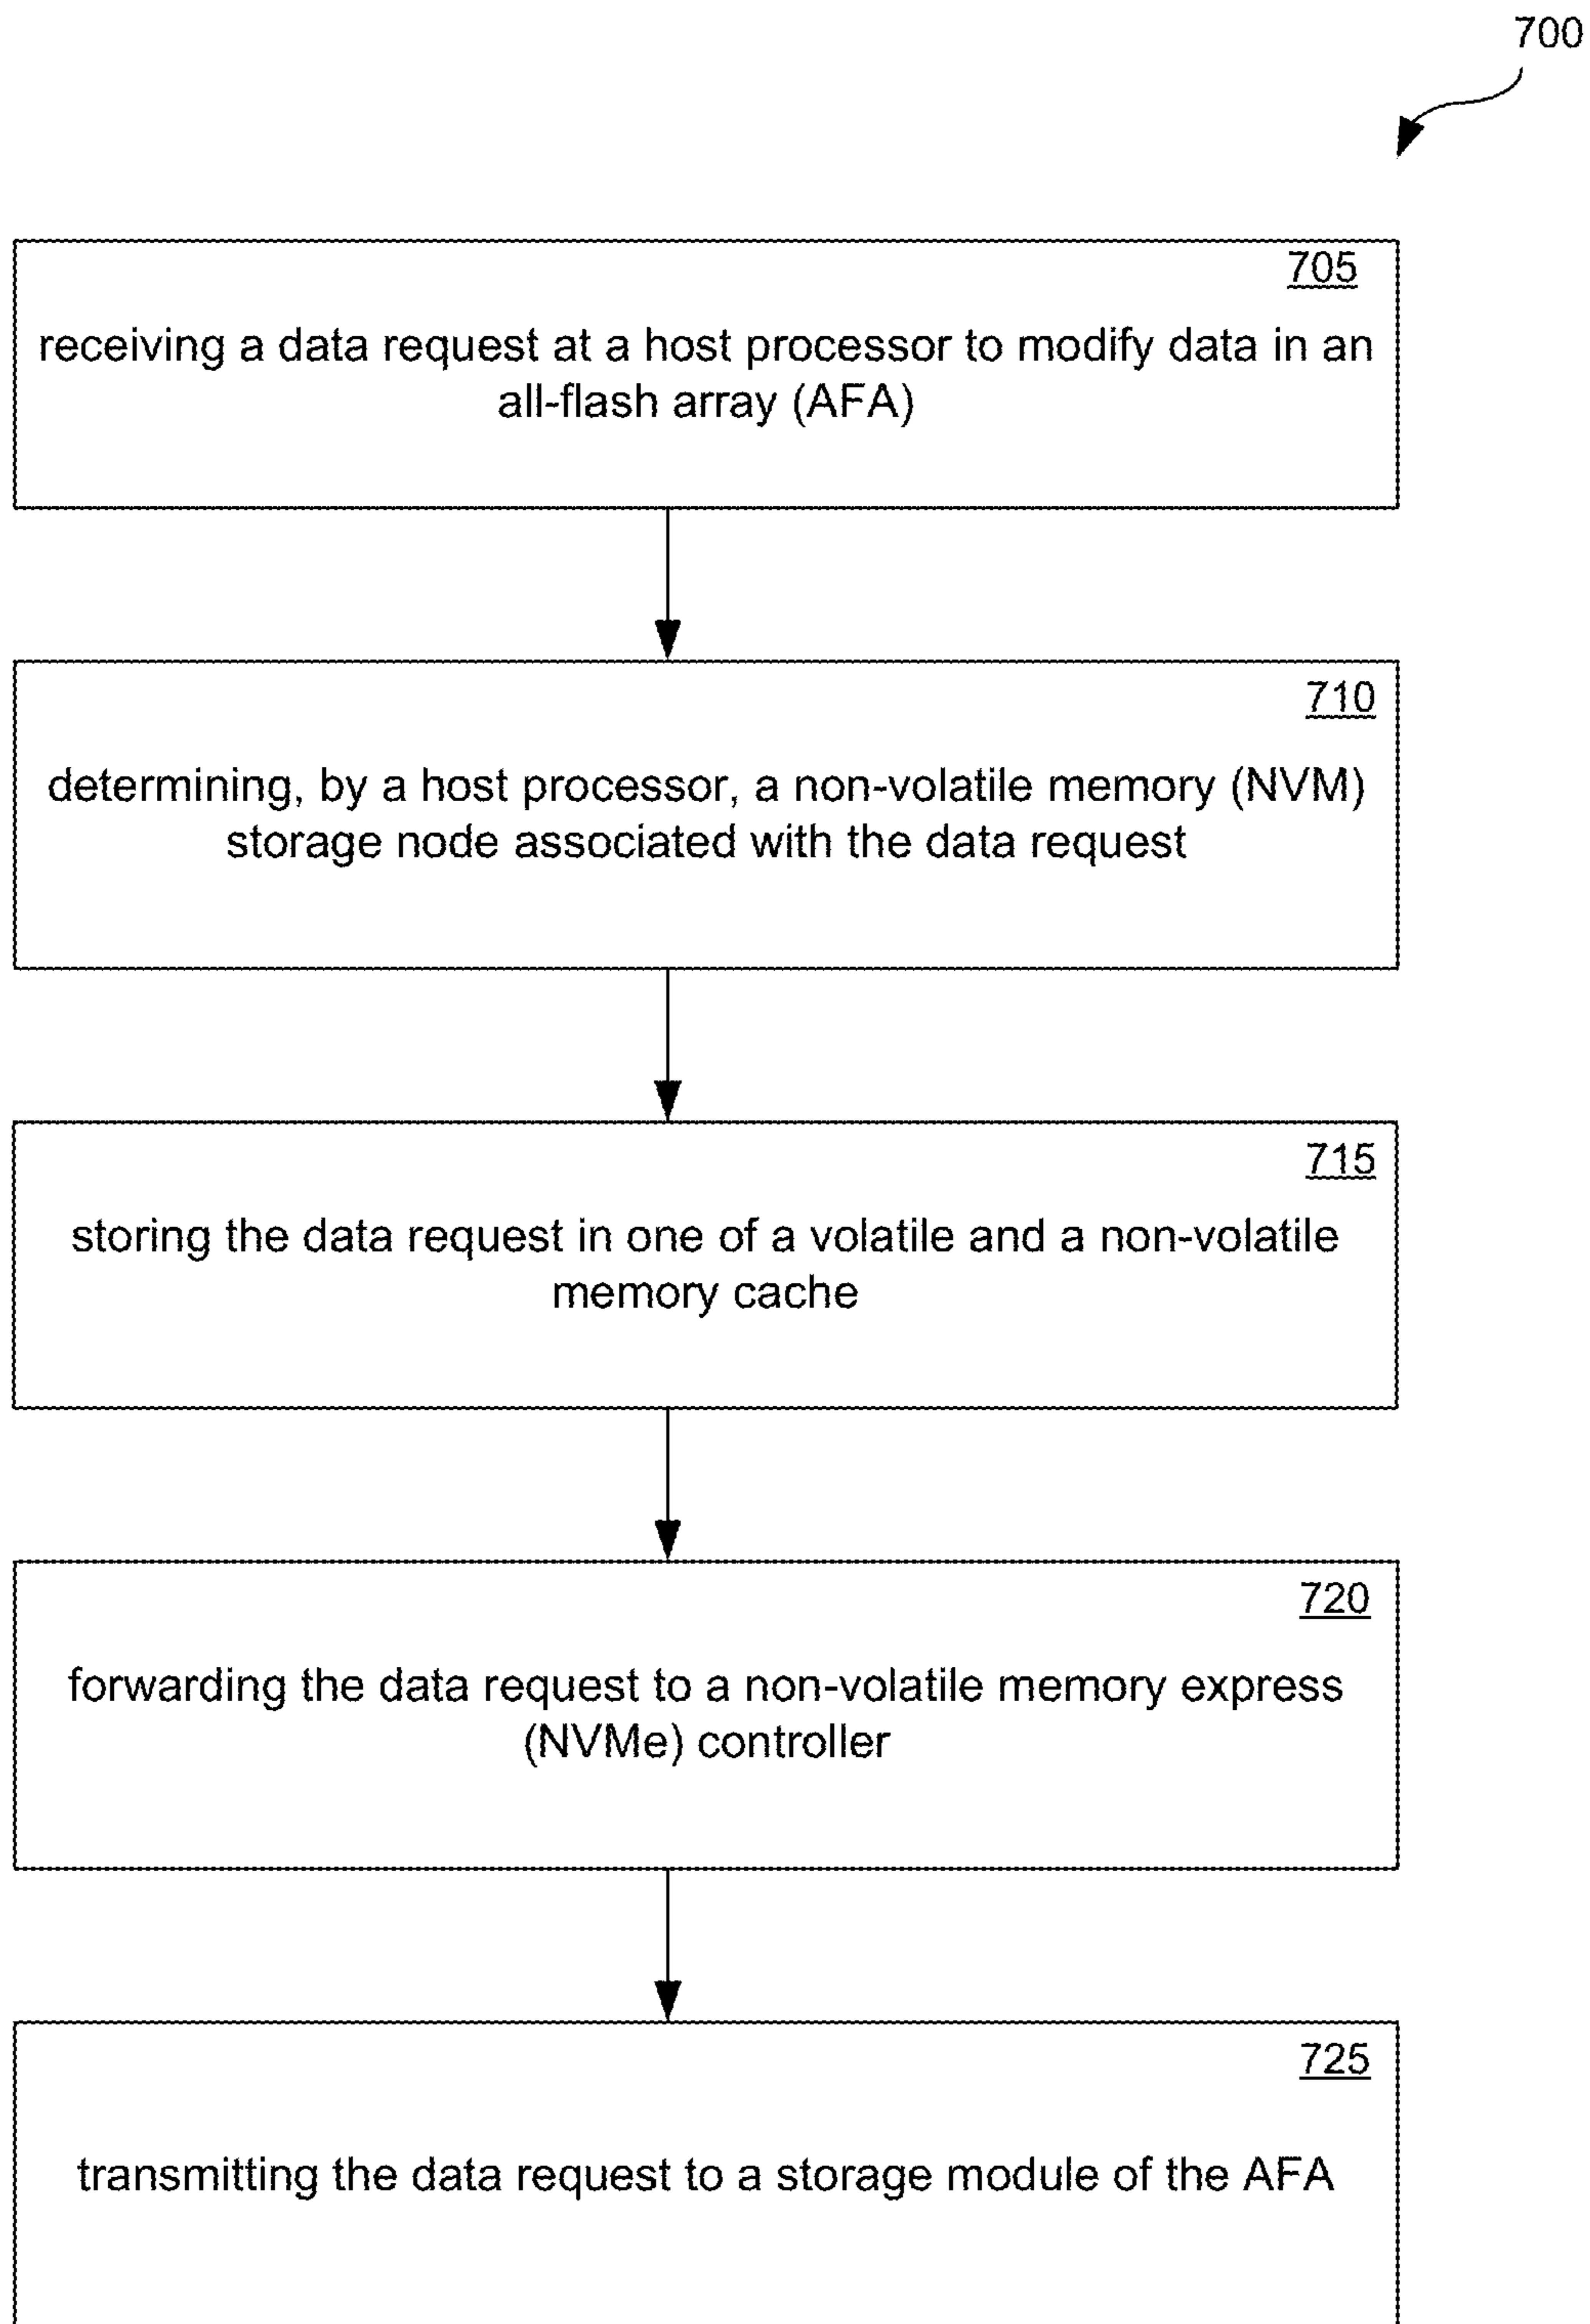 700
705
receiving a data request at a host processor to modify data in an
all-flash array (AFA)
710
determining, by a host processor, a non-volatile memory (NVM)
storage node associated with the data request
715
storing the data request in one of a volatile and a non-volatile
memory cache
720
forwarding the data request to a non-volatile memory express
(NVMe) controller
725
transmitting the data request to a storage module of the AFA